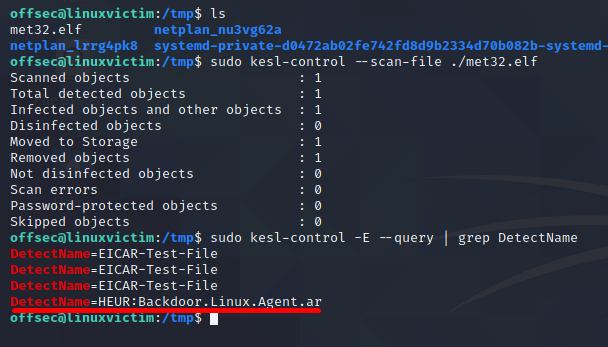 offsec@linuxvictim:/tmp$ ls
met32.elf netplan_nu3vg62a
netplan_lrrg4pk8 systemd-private-d0472ab02fe742fd8d9b2334d70b082b-systemd-
offsec@linuxvictim:/tmp$ sudo kesl-control --scan-file ./met32.elf
Scanned objects : 1
Total detected objects : 1
Infected objects and other objects : 1
Disinfected objects : 0
Moved to Storage : 1
Removed objects : 1
Not disinfected objects : 0
Scan errors : 0
Password-protected objects : 0
Skipped objects : 0
offsec@linuxvictim:/tmp$ sudo kesl-control -E --query | grep DetectName
DetectName=EICAR-Test-File
DetectName=EICAR-Test-File
DetectName=EICAR-Test-File
DetectName=HEUR:Backdoor.Linux.Agent.ar
offsec@linuxvictim:/tmp$